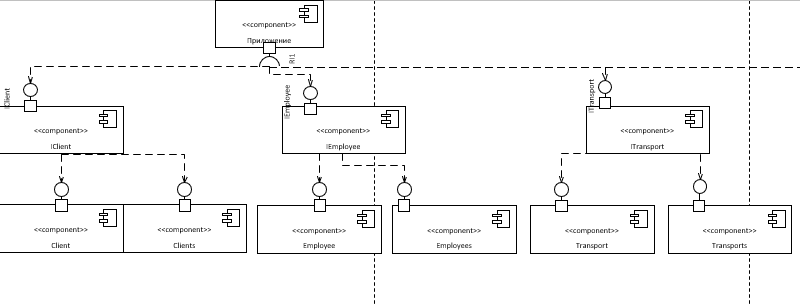 <<component>>
Приложение
RI1
IClient
IEmployee
ITransport
<<component>>
IClient
<<component>>
IEmployee
<<component>>
ITransport
<<component>>
Client
<<component>>
Clients
<<component>>
Employee
<<component>>
Employees
<<component>>
Transport
<<component>>
Transports